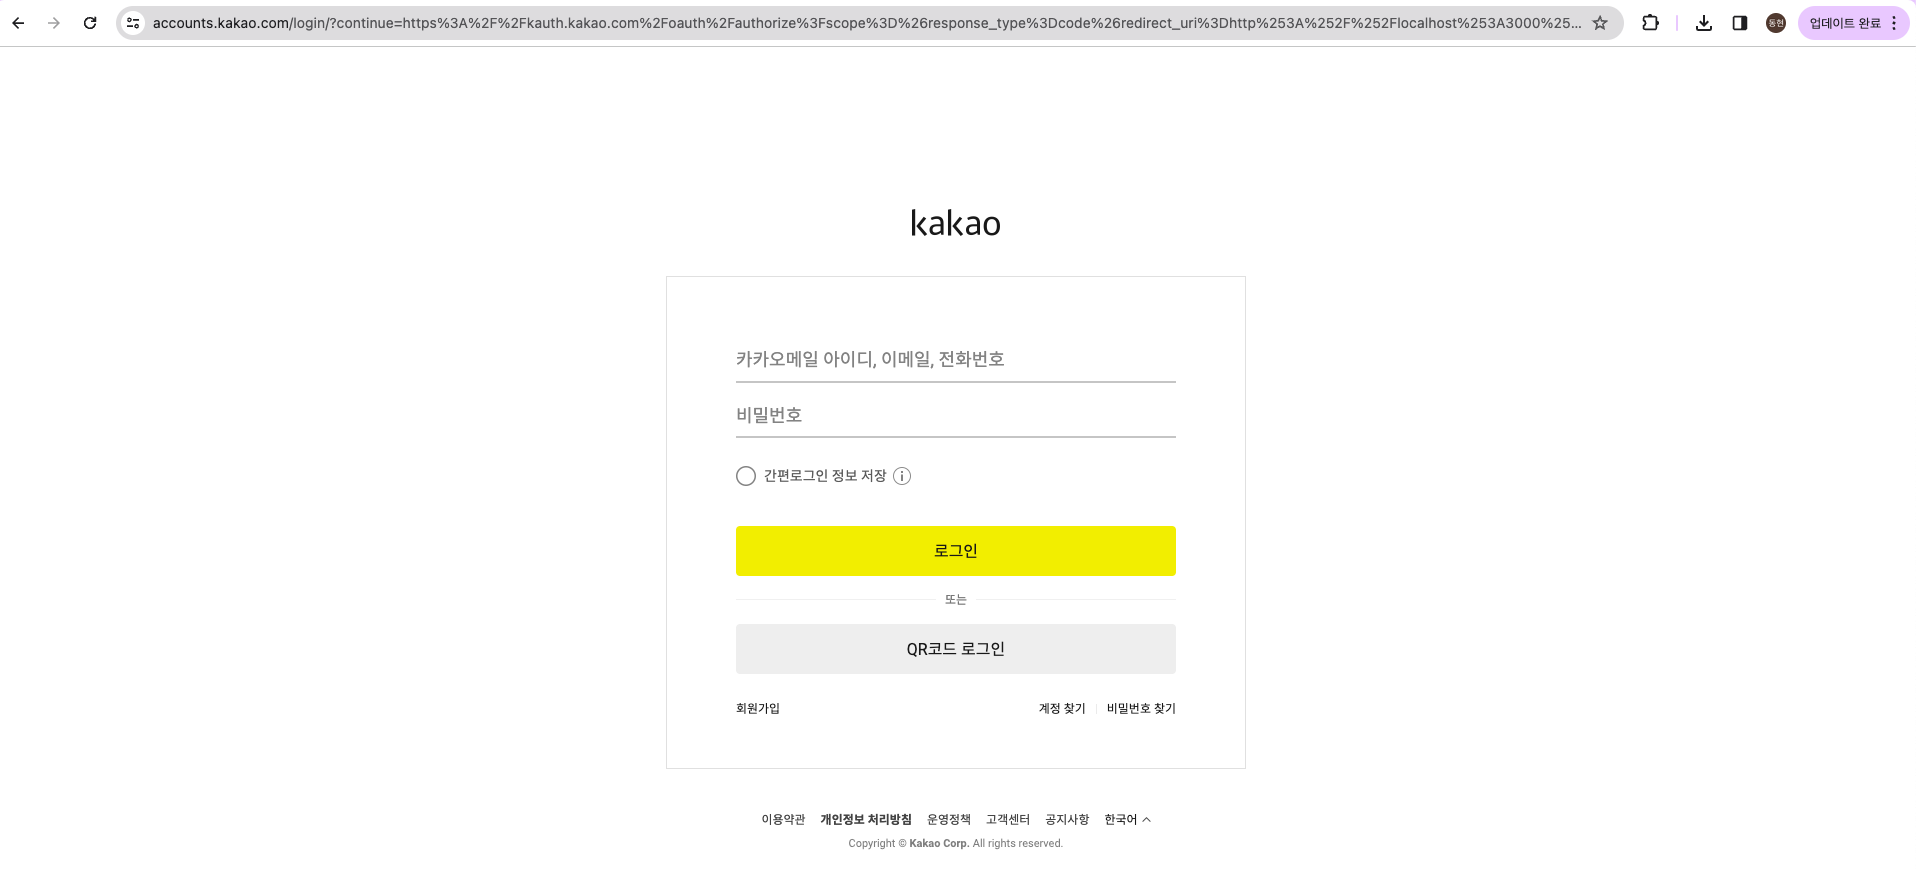 accounts.kakao.com/login/?continue=https%3A%2F%2Fkauth.kakao.com%2Foauth%2Fauthorize%3Fscope%3D%26response_type%3Dcode%26redirect_uri%3Dhttp%253A%252F%252Flocalhost%253A3000%25...
동현
업데이트 완료
kakao
카카오메일 아이디, 이메일, 전화번호
비밀번호
간편로그인 정보 저장
로그인
또는
QR코드 로그인
회원가입 계정 찾기 비밀번호 찾기
이용약관 개인정보 처리방침 운영정책 고객센터 공지사항 한국어
Copyright © Kakao Corp. All rights reserved.